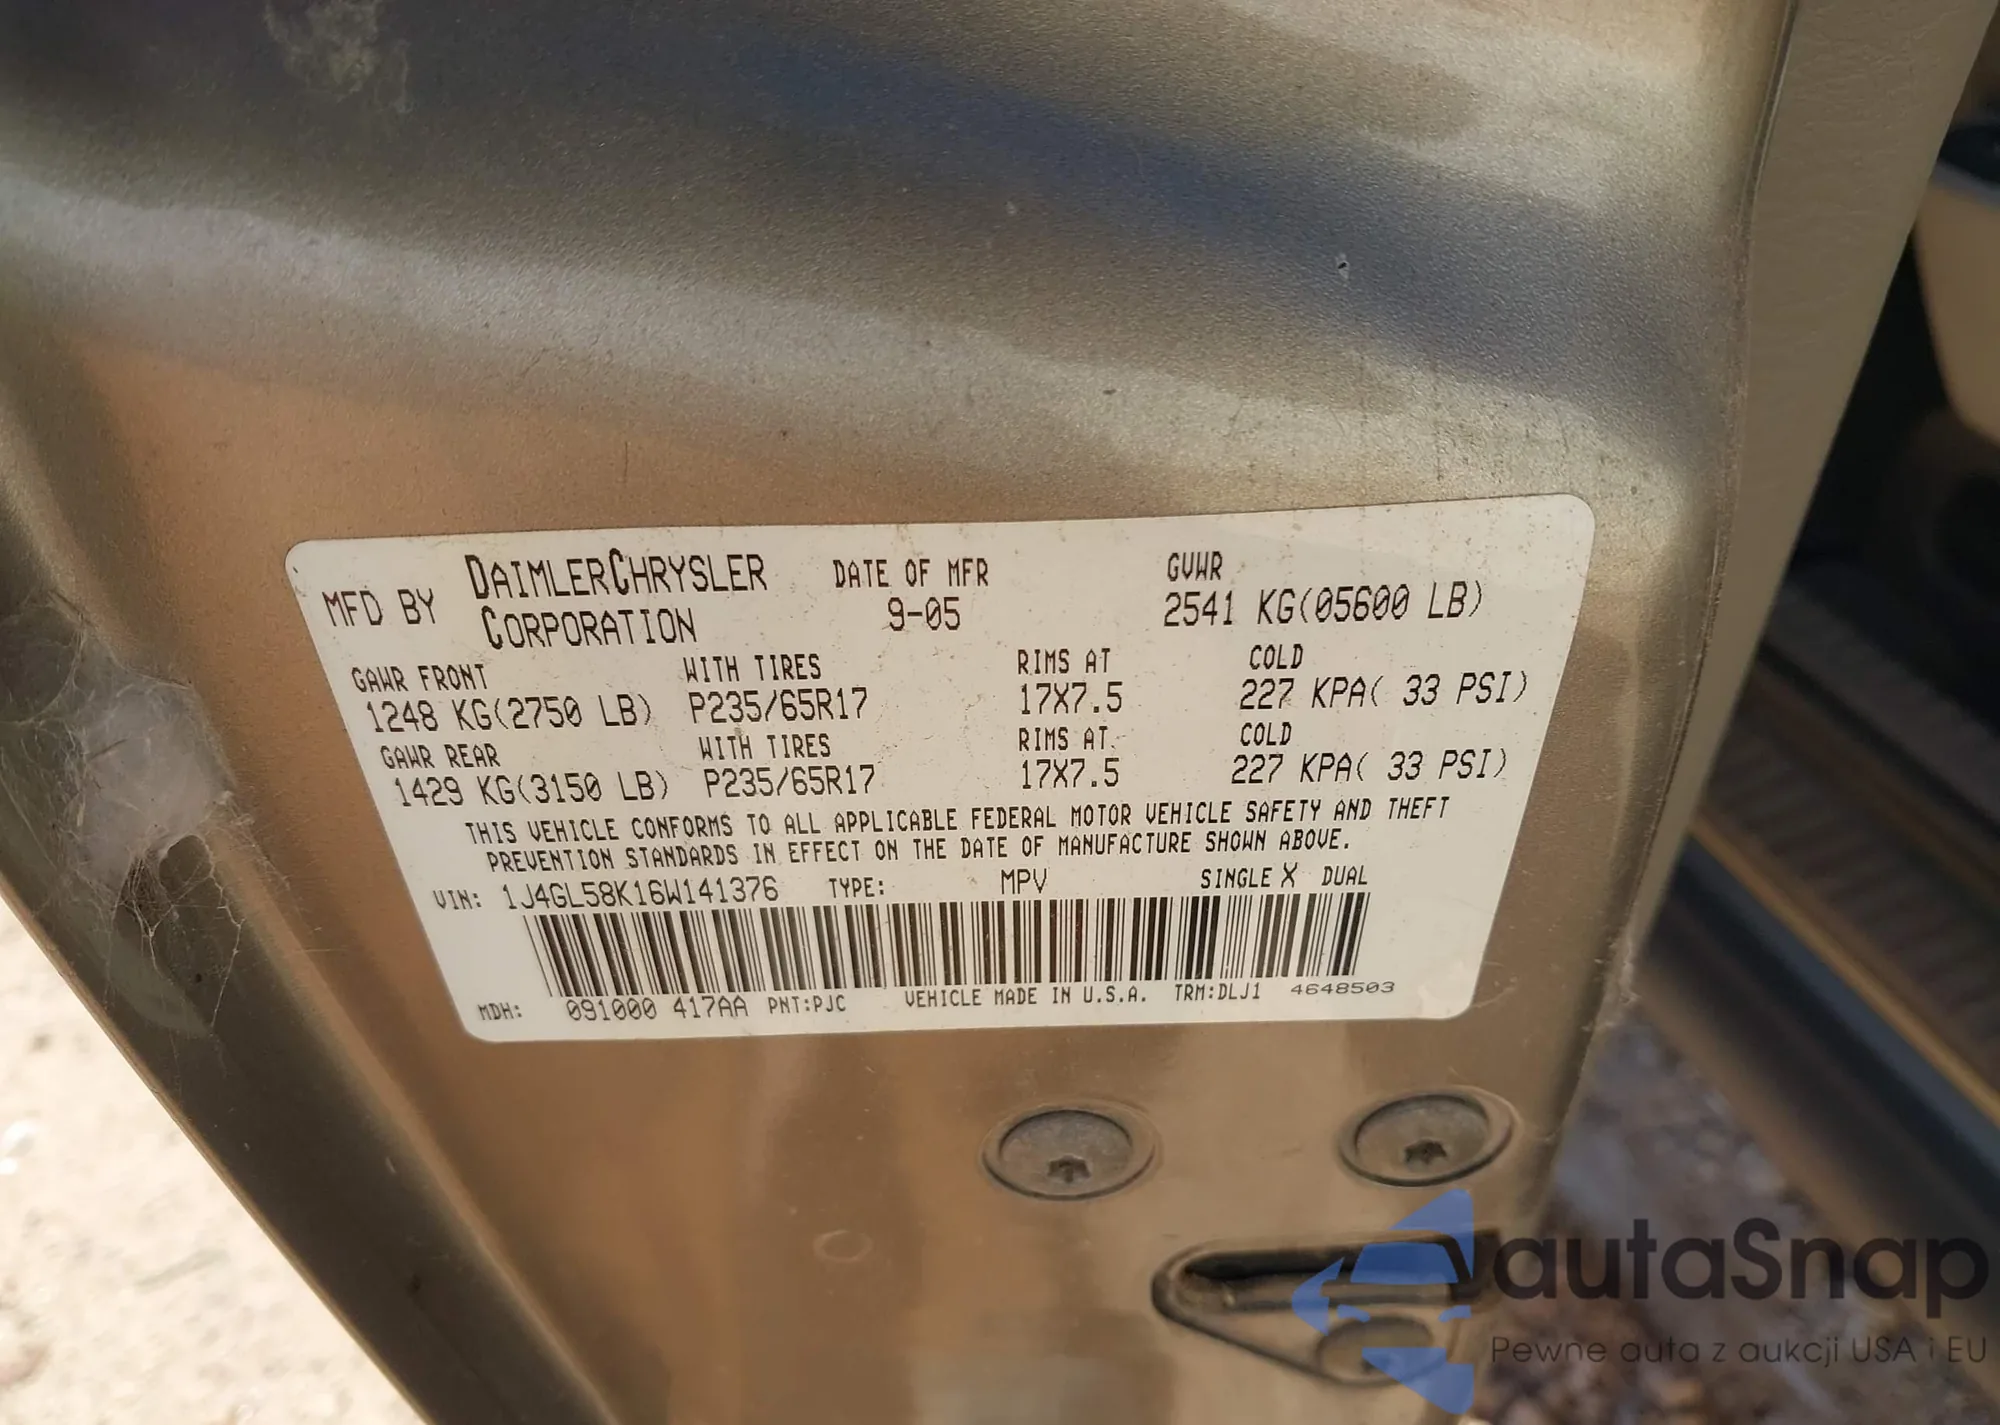 MFD BY DAIMLERCHRYSLER CORPORATION DATE OF MFR 9-05 GVWR 2541 KG(05600 LB)
GAWR FRONT WITH TIRES RIMS AT COLD
1248 KG(2750 LB) P235/65R17 17X7.5 227 KPA( 33 PSI)
GAWR REAR WITH TIRES RIMS AT COLD
1429 KG(3150 LB) P235/65R17 17X7.5 227 KPA( 33 PSI)
THIS VEHICLE CONFORMS TO ALL APPLICABLE FEDERAL MOTOR VEHICLE SAFETY AND THEFT
PREVENTION STANDARDS IN EFFECT ON THE DATE OF MANUFACTURE SHOWN ABOVE.
VIN: 1J4GL58K16W141376 TYPE: MPV SINGLE X DUAL
MDH: 091000 417AA PNT:PJC VEHICLE MADE IN U.S.A. TRM:DLJ1 4648503
autaSnap
Pewne auta z aukcji USA i EU